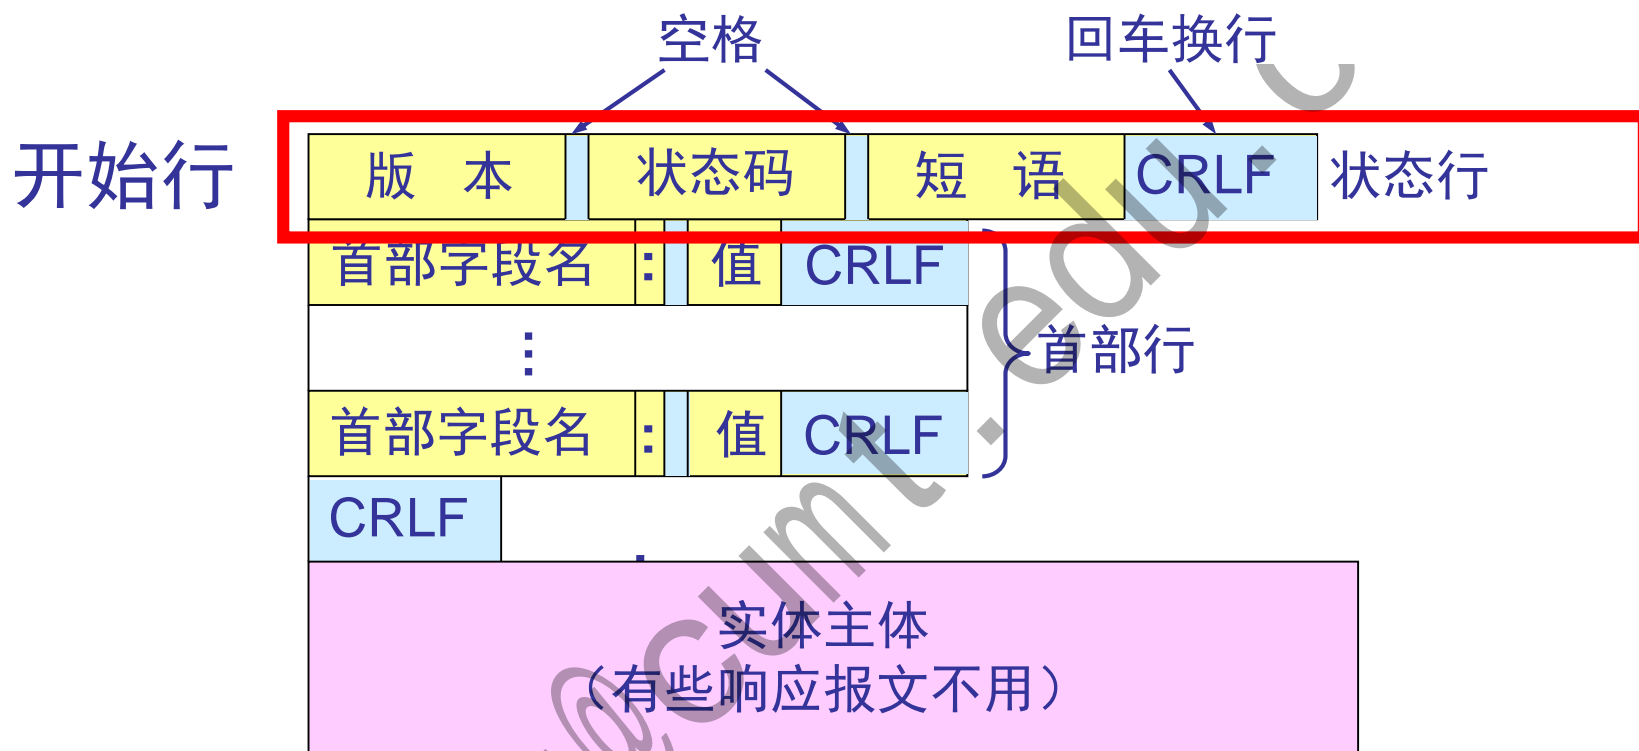 空格 回车换行
开始行 版 本 状态码 短 语 CRLF 状态行
首部字段名 : 值 CRLF
⋮ 首部行
首部字段名 : 值 CRLF
CRLF
实体主体
（有些响应报文不用）
@cumt.edu.c